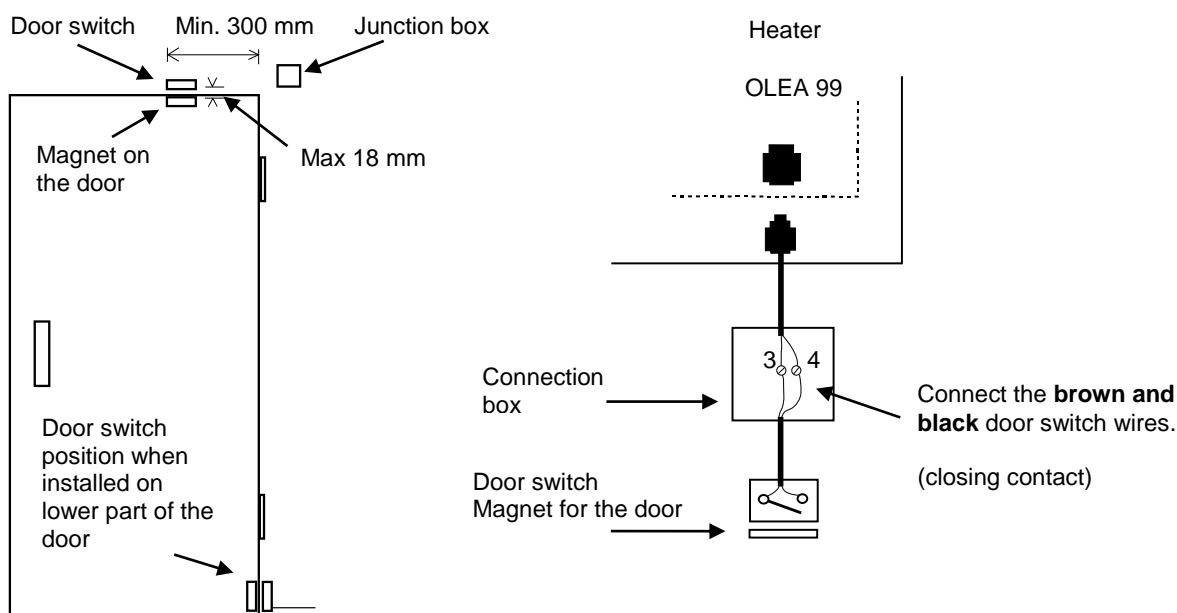 Door switch
Min. 300 mm
Junction box
Magnet on
the door
Max 18 mm
Door switch
position when
installed on
lower part of the
door
Heater
OLEA 99
3 4
Connection
box
Connect the brown and
black door switch wires.
(closing contact)
Door switch
Magnet for the door